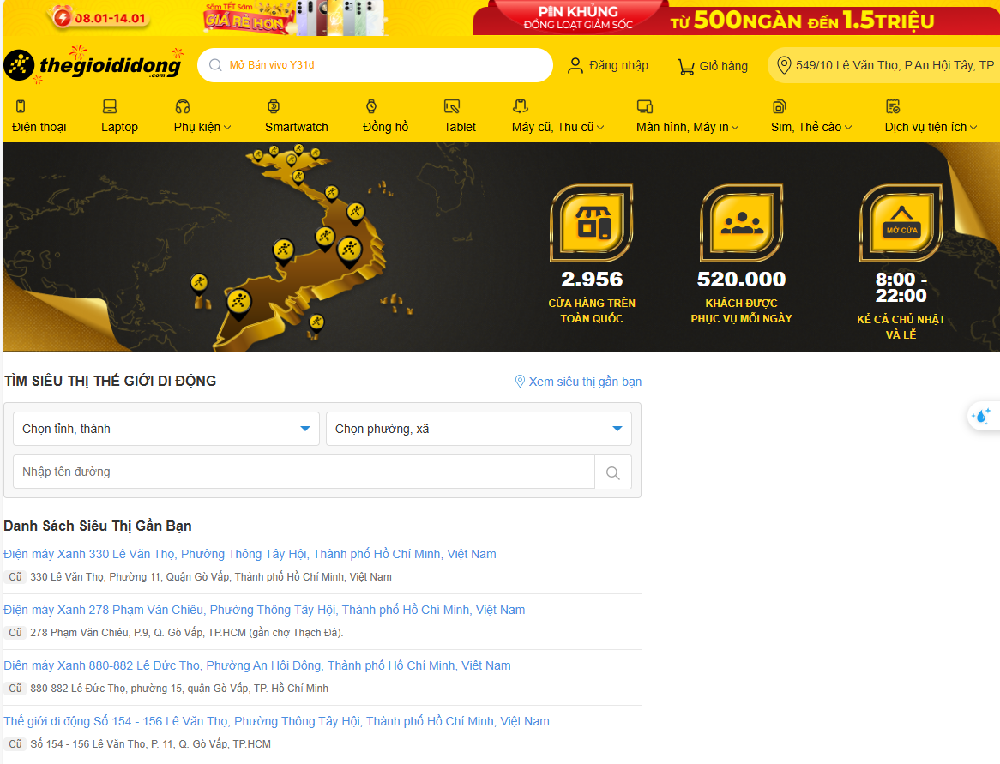 08.01-14.01
SẮM TẾT SỚM
GIÁ RẺ HƠN
PIN KHỦNG
ĐỒNG LOẠT GIẢM SỐC
TỪ 500NGÀN ĐẾN 1.5TRIỆU
thegioididong
.com
Mở Bán vivo Y31d
Đăng nhập
Giỏ hàng
549/10 Lê Văn Thọ, P.An Hội Tây, TP...
Điện thoại
Laptop
Phụ kiện
Smartwatch
Đồng hồ
Tablet
Máy cũ, Thu cũ
Màn hình, Máy in
Sim, Thẻ cào
Dịch vụ tiện ích
MỞ CỬA
2.956
CỬA HÀNG TRÊN
TOÀN QUỐC
520.000
KHÁCH ĐƯỢC
PHỤC VỤ MỖI NGÀY
8:00 -
22:00
KỂ CẢ CHỦ NHẬT
VÀ LỄ
TÌM SIÊU THỊ THẾ GIỚI DI ĐỘNG
Xem siêu thị gần bạn
Chọn tỉnh, thành
Chọn phường, xã
Nhập tên đường
Danh Sách Siêu Thị Gần Bạn
Điện máy Xanh 330 Lê Văn Thọ, Phường Thông Tây Hội, Thành phố Hồ Chí Minh, Việt Nam
Cũ 330 Lê Văn Thọ, Phường 11, Quận Gò Vấp, Thành phố Hồ Chí Minh, Việt Nam
Điện máy Xanh 278 Phạm Văn Chiêu, Phường Thông Tây Hội, Thành phố Hồ Chí Minh, Việt Nam
Cũ 278 Phạm Văn Chiêu, P.9, Q. Gò Vấp, TP.HCM (gần chợ Thạch Đà).
Điện máy Xanh 880-882 Lê Đức Thọ, Phường An Hội Đông, Thành phố Hồ Chí Minh, Việt Nam
Cũ 880-882 Lê Đức Thọ, phường 15, quận Gò Vấp, TP. Hồ Chí Minh
Thế giới di động Số 154 - 156 Lê Văn Thọ, Phường Thông Tây Hội, Thành phố Hồ Chí Minh, Việt Nam
Cũ Số 154 - 156 Lê Văn Thọ, P. 11, Q. Gò Vấp, TP.HCM